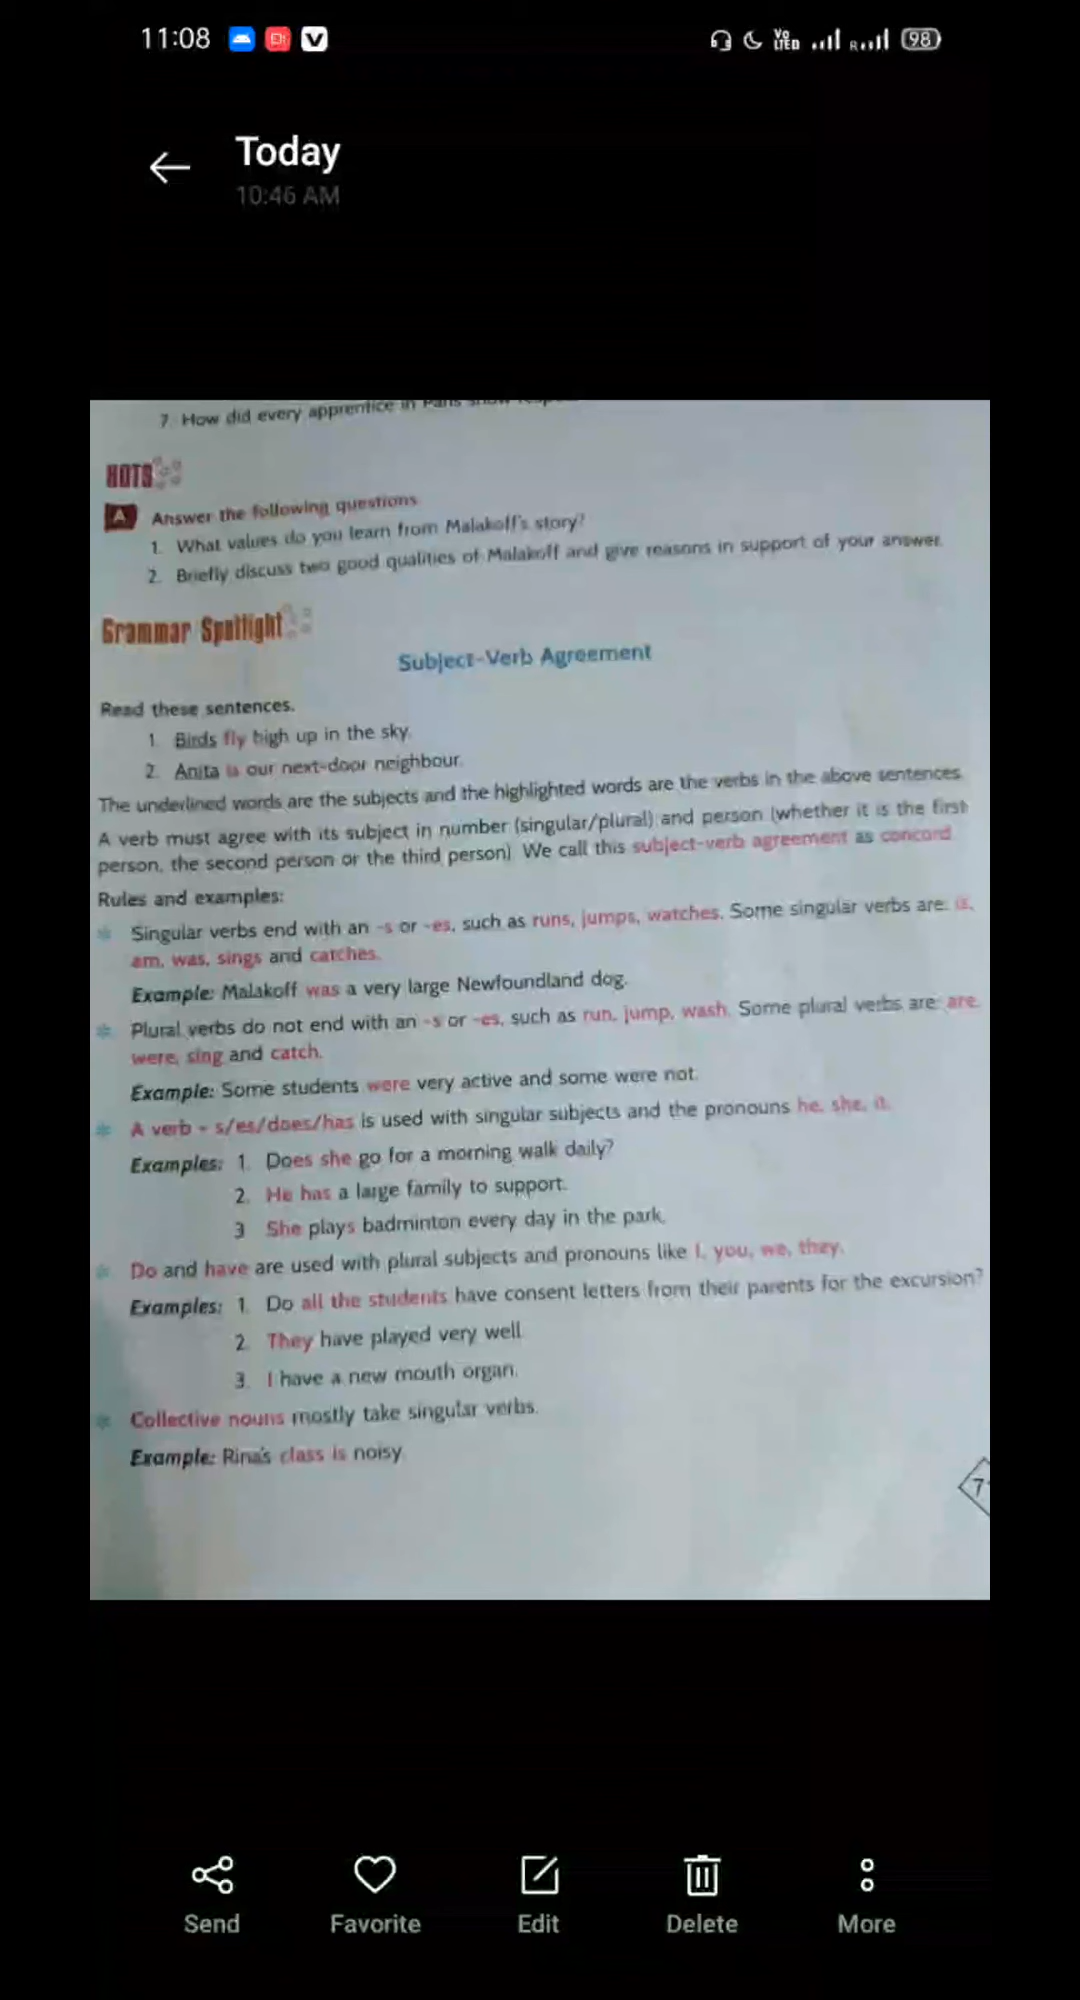 11:08
Vo LTE
R
98
Today
10:46 AM
7. How did every apprentice in Paris show
HOTS
A Answer the following questions
1. What values do you learn from Malakoff's story?
2. Briefly discuss two good qualities of Malakoff and give reasons in support of your answer.
Grammar Spotlight
Subject-Verb Agreement
Read these sentences.
1. Birds fly high up in the sky.
2. Anita is our next-door neighbour.
The underlined words are the subjects and the highlighted words are the verbs in the above sentences.
A verb must agree with its subject in number (singular/plural) and person (whether it is the first
person, the second person or the third person). We call this subject-verb agreement as concord.
Rules and examples:
Singular verbs end with an -s or -es, such as runs, jumps, watches. Some singular verbs are: is,
am, was, sings and catches.
Example: Malakoff was a very large Newfoundland dog.
Plural verbs do not end with an -s or -es, such as run, jump, wash. Some plural verbs are: are,
were, sing and catch.
Example: Some students were very active and some were not.
A verb + s/es/does/has is used with singular subjects and the pronouns he, she, it.
Examples: 1. Does she go for a morning walk daily?
2. He has a large family to support.
3. She plays badminton every day in the park.
Do and have are used with plural subjects and pronouns like I, you, we, they.
Examples: 1. Do all the students have consent letters from their parents for the excursion?
2. They have played very well.
3. I have a new mouth organ.
Collective nouns mostly take singular verbs.
Example: Rina's class is noisy.
Send
Favorite
Edit
Delete
More